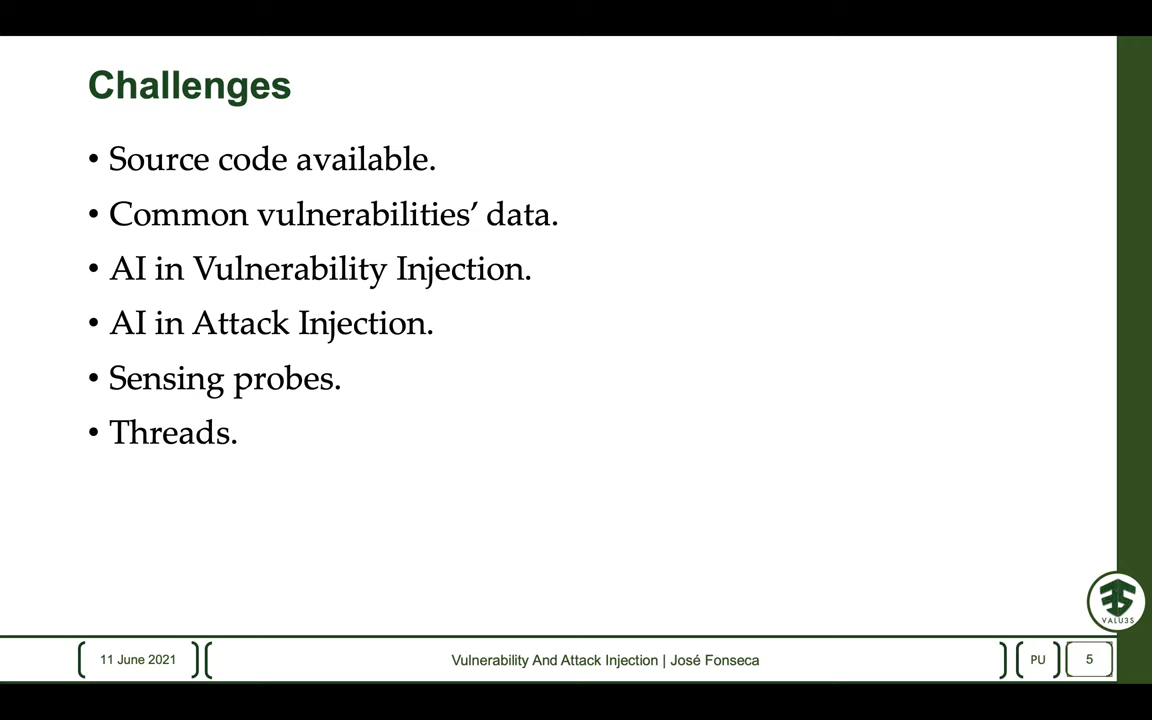 Challenges
• Source code available.
• Common vulnerabilities’ data.
• AI in Vulnerability Injection.
• AI in Attack Injection.
• Sensing probes.
• Threads.
VALU3S
11 June 2021
Vulnerability And Attack Injection | José Fonseca
PU
5